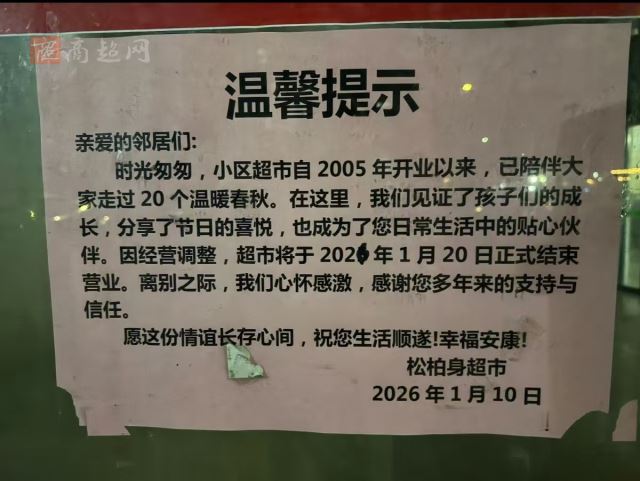 商超网
温馨提示
亲爱的邻居们:
时光匆匆，小区超市自 2005 年开业以来，已陪伴大
家走过 20 个温暖春秋。在这里，我们见证了孩子们的成
长，分享了节日的喜悦，也成为了您日常生活中的贴心伙
伴。因经营调整，超市将于 2026 年 1 月 20 日正式结束
营业。离别之际，我们心怀感激，感谢您多年来的支持与
信任。
愿这份情谊长存心间，祝您生活顺遂!幸福安康!
松柏身超市
2026 年 1 月 10 日